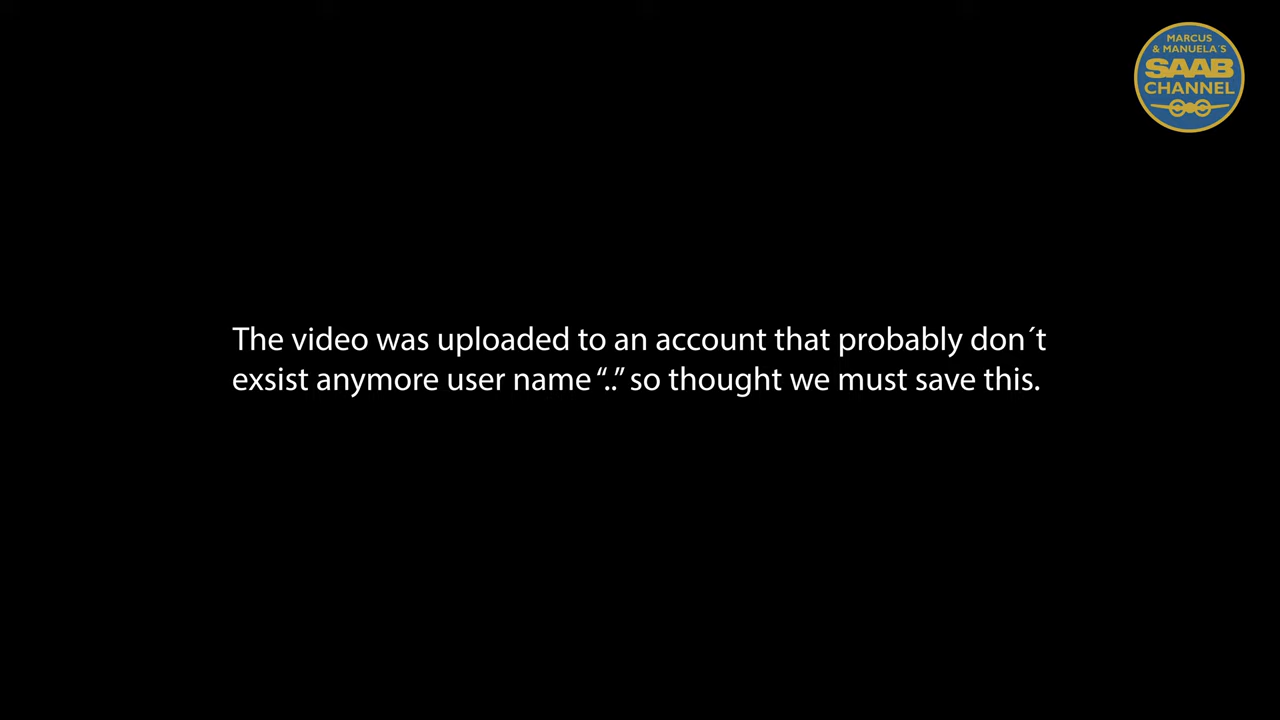 MARCUS
& MANUELA´S
SAAB
CHANNEL
The video was uploaded to an account that probably don´t
exsist anymore user name “..” so thought we must save this.